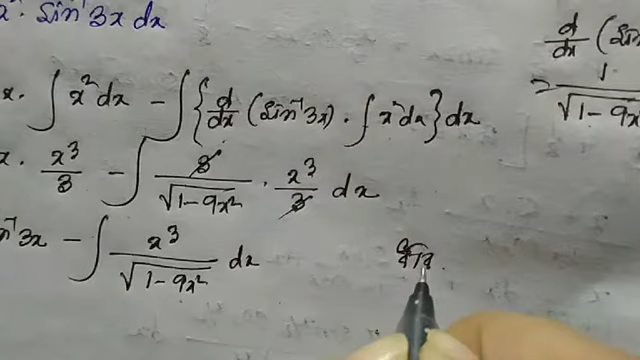 x² · sin⁻¹3x dx
x · ∫ x² dx − ∫ { d/dx (sin⁻¹3x) · ∫ x² dx } dx
x · x³/3 − ∫ 3/√(1−9x²) · x³/3 dx
n⁻¹3x − ∫ x³/√(1−9x²) dx
d/dx (sin
= 1/√(1−9x